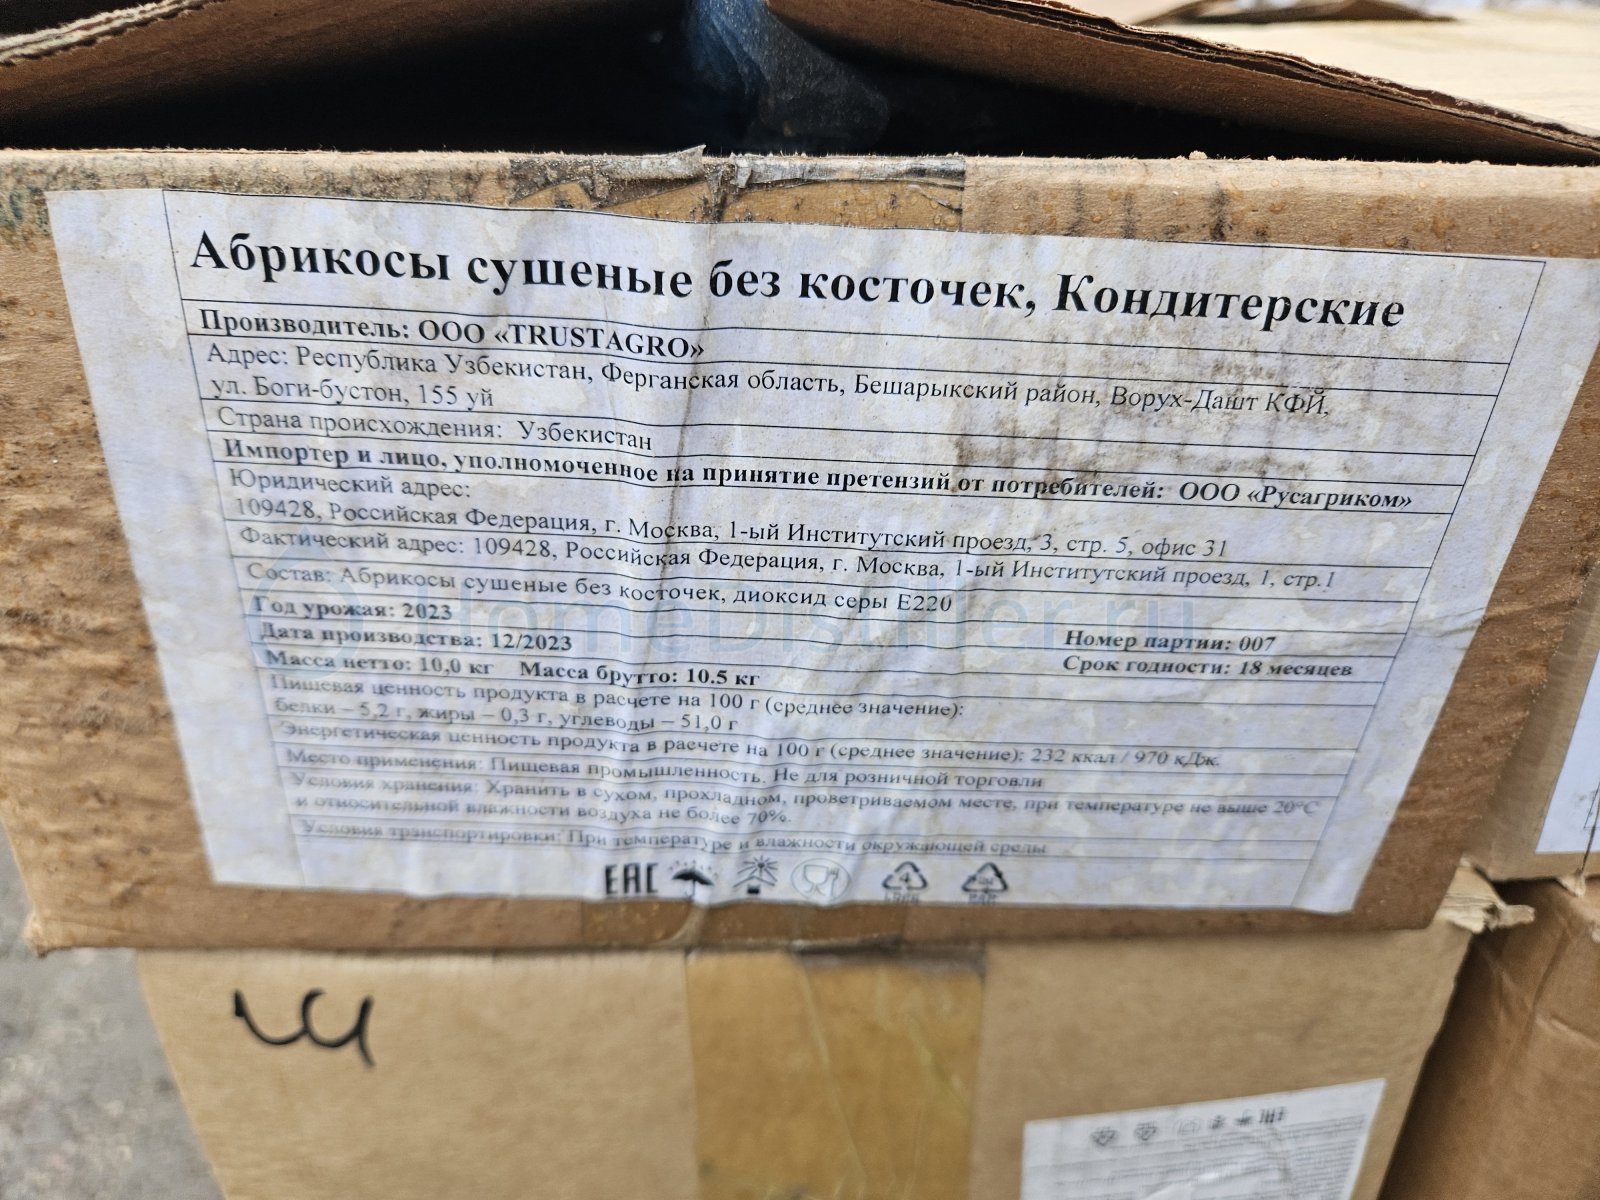 Абрикосы сушеные без косточек, Кондитерские
Производитель: ООО «TRUSTAGRO»
Адрес: Республика Узбекистан, Ферганская область, Бешарыкский район, Ворух-Дашт КФЙ,
ул. Боги-бустон, 155 уй
Страна происхождения: Узбекистан
Импортер и лицо, уполномоченное на принятие претензий от потребителей: ООО «Русагриком»
Юридический адрес:
109428, Российская Федерация, г. Москва, 1-ый Институтский проезд, 3, стр. 5, офис 31
Фактический адрес: 109428, Российская Федерация, г. Москва, 1-ый Институтский проезд, 1, стр.1
Состав: Абрикосы сушеные без косточек, диоксид серы Е220
Год урожая: 2023
Дата производства: 12/2023 Номер партии: 007
Масса нетто: 10,0 кг Масса брутто: 10.5 кг Срок годности: 18 месяцев
Пищевая ценность продукта в расчете на 100 г (среднее значение):
белки – 5,2 г, жиры – 0,3 г, углеводы – 51,0 г
Энергетическая ценность продукта в расчете на 100 г (среднее значение): 232 ккал / 970 кДж.
Место применения: Пищевая промышленность. Не для розничной торговли
Условия хранения: Хранить в сухом, прохладном, проветриваемом месте, при температуре не выше 20°С
и относительной влажности воздуха не более 70%.
Условия транспортировки: При температуре и влажности окружающей среды
EAC
HomeDistiller.ru